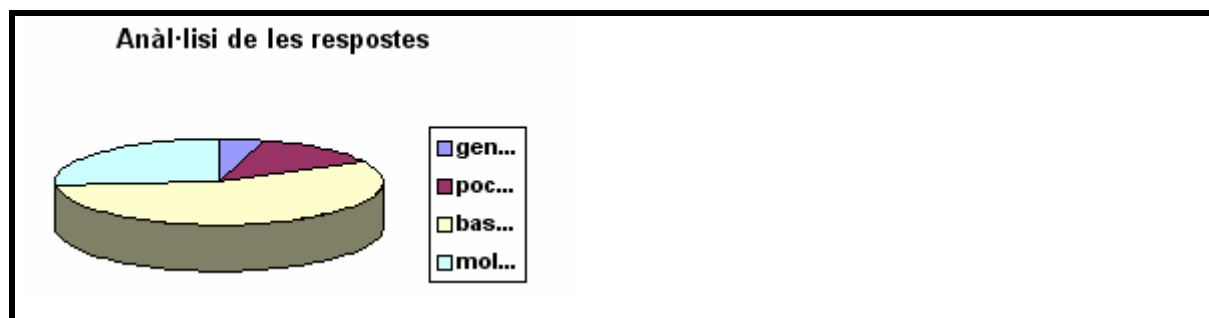 Anàl·lisi de les respostes
gen...
poc...
bas...
mol...